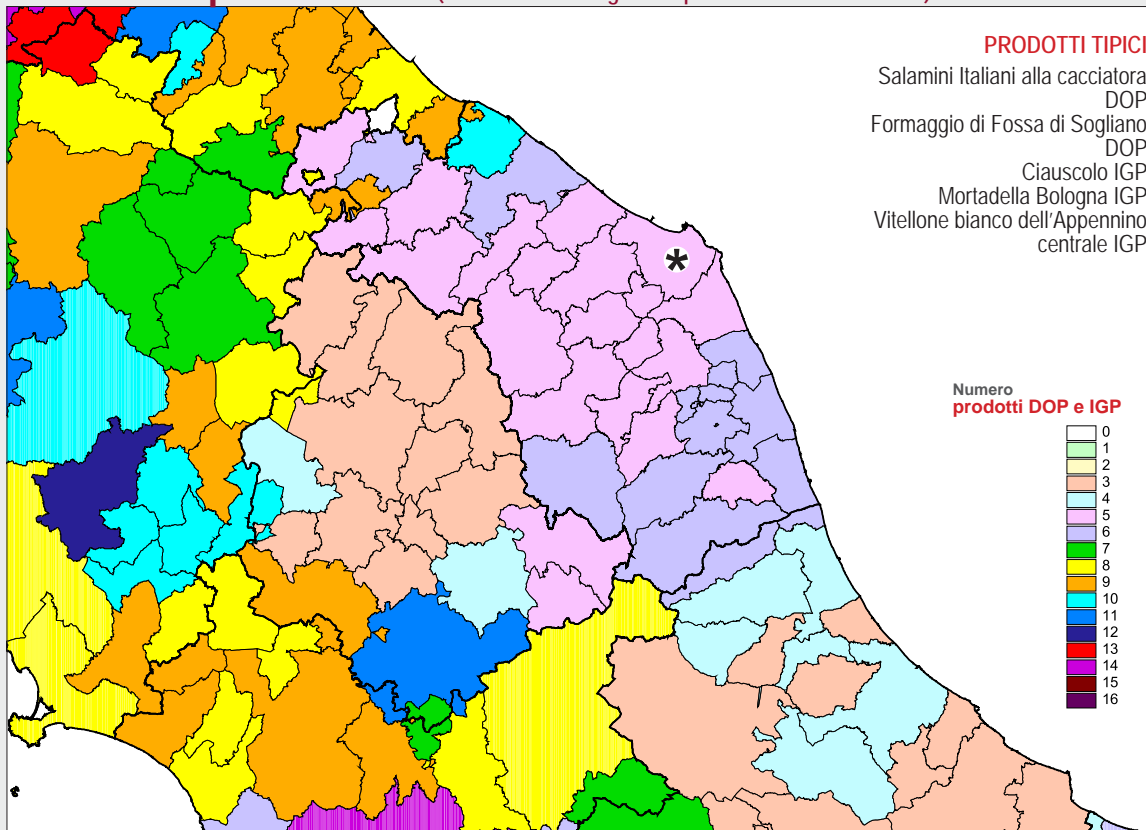 PRODOTTI TIPICI
Salamini Italiani alla cacciatora
DOP
Formaggio di Fossa di Sogliano
DOP
Ciauscolo IGP
Mortadella Bologna IGP
Vitellone bianco dell'Appennino
centrale IGP
*
Numero
prodotti DOP e IGP
0
1
2
3
4
5
6
7
8
9
10
11
12
13
14
15
16